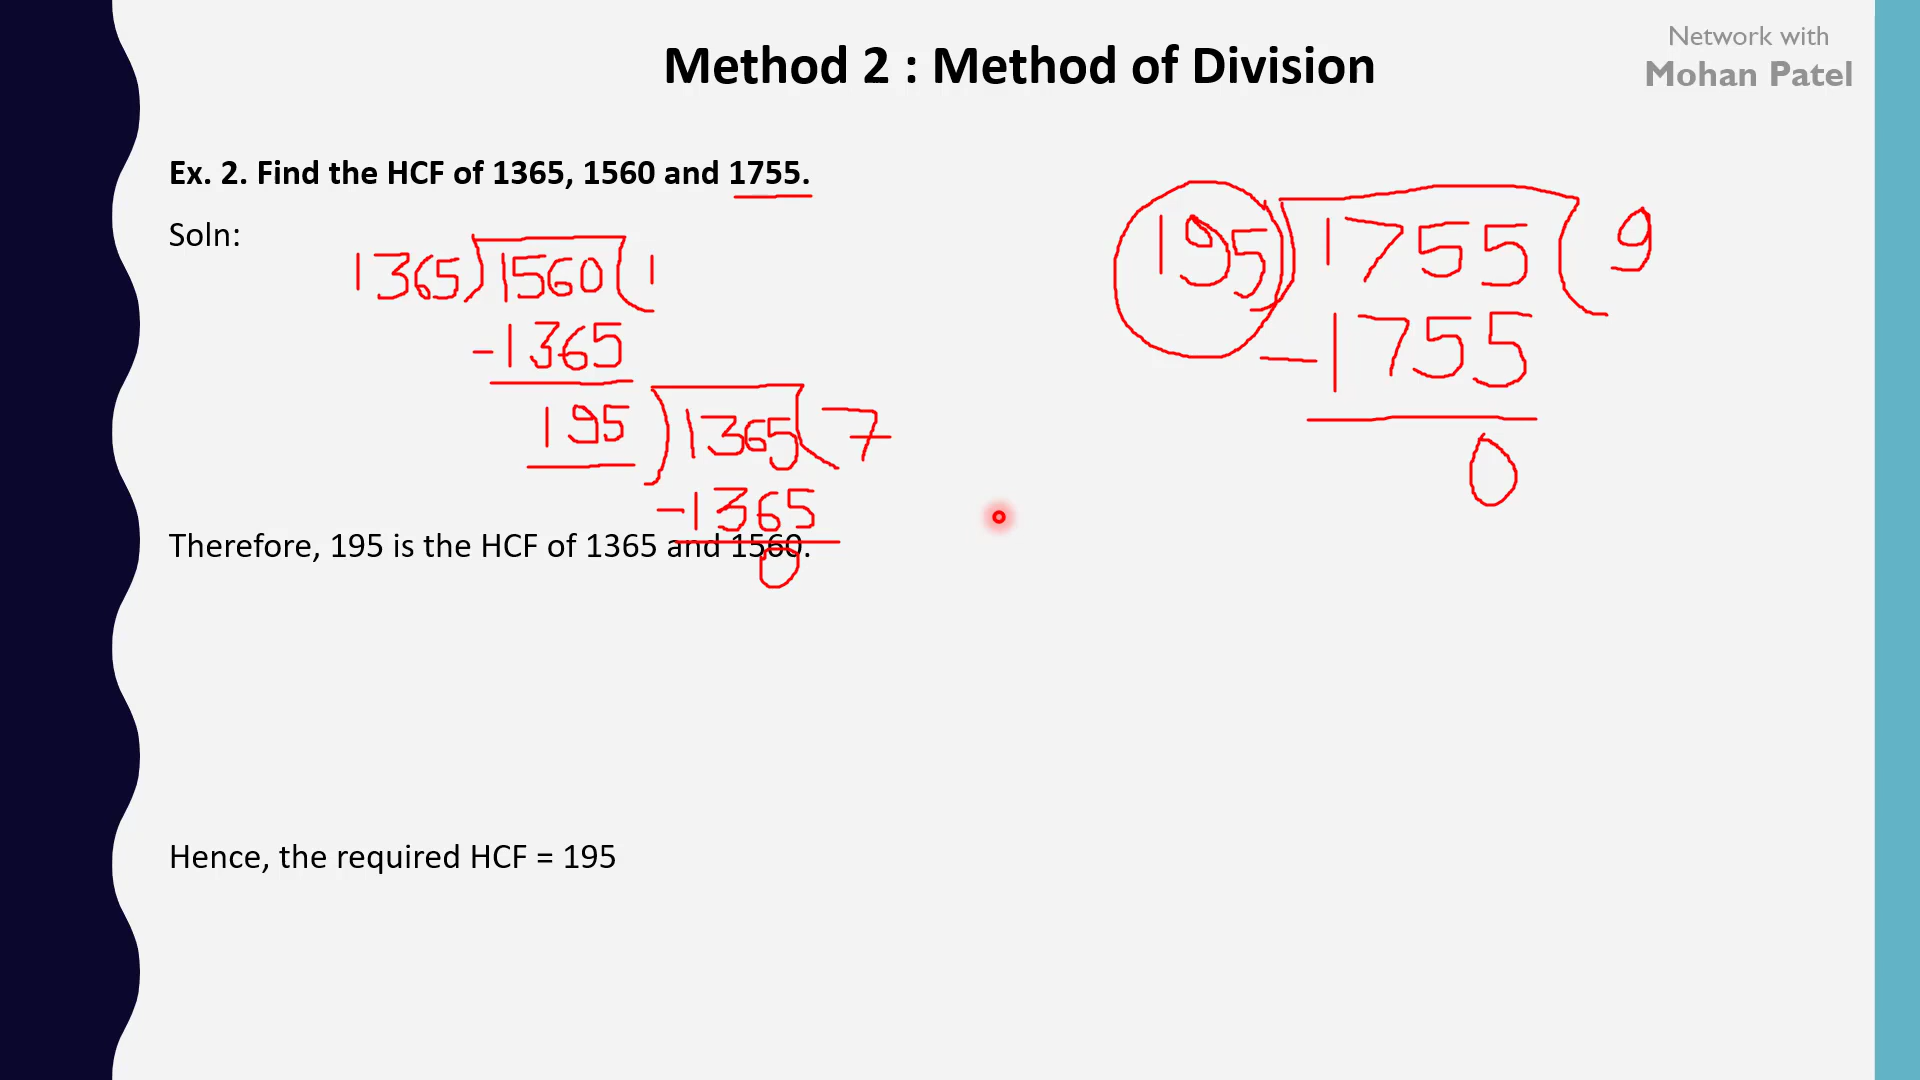 Network with
Mohan Patel
Method 2 : Method of Division
Ex. 2. Find the HCF of 1365, 1560 and 1755.
Soln:
1365)1560(1
-1365
195)1365(7
-1365
0
195)1755(9
-1755
0
Therefore, 195 is the HCF of 1365 and 1560.
Hence, the required HCF = 195